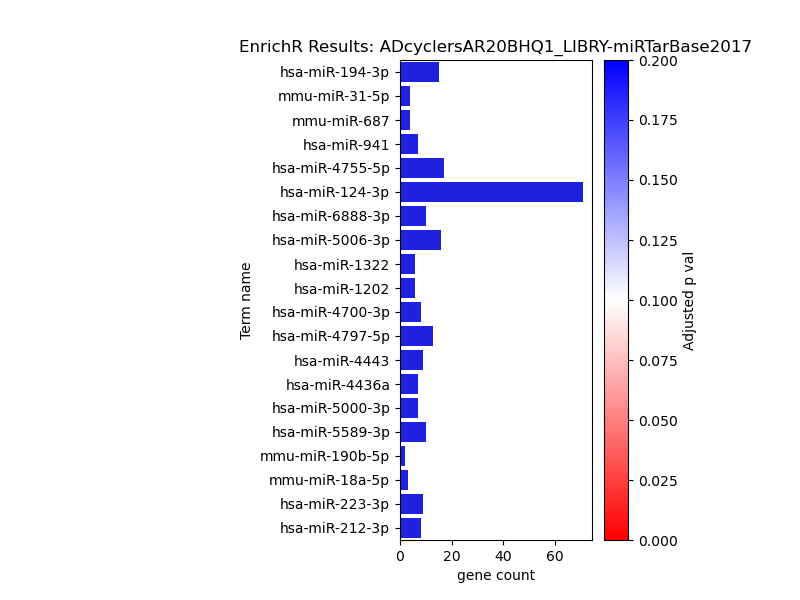 EnrichR Results: ADcyclersAR20BHQ1_LIBRY-miRTarBase2017
hsa-miR-194-3p
mmu-miR-31-5p
mmu-miR-687
hsa-miR-941
hsa-miR-4755-5p
hsa-miR-124-3p
hsa-miR-6888-3p
hsa-miR-5006-3p
hsa-miR-1322
hsa-miR-1202
hsa-miR-4700-3p
hsa-miR-4797-5p
hsa-miR-4443
hsa-miR-4436a
hsa-miR-5000-3p
hsa-miR-5589-3p
mmu-miR-190b-5p
mmu-miR-18a-5p
hsa-miR-223-3p
hsa-miR-212-3p
Term name
0 20 40 60
gene count
0.200
0.175
0.150
0.125
0.100
0.075
0.050
0.025
0.000
Adjusted p val